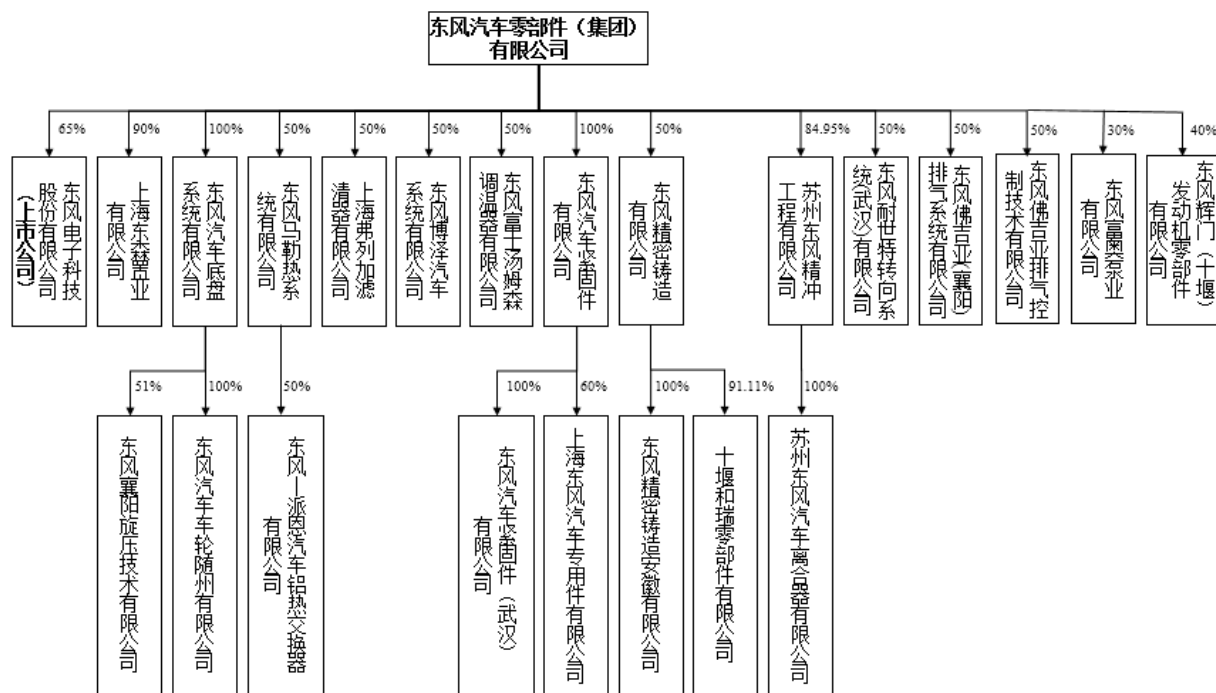 东风汽车零部件（集团）
有限公司
65%
90%
100%
50%
50%
50%
50%
100%
50%
84.95%
50%
50%
50%
30%
40%
东风电子科技
股份有限公司
（上市公司）
上海东森置业
有限公司
东风汽车底盘
系统有限公司
东风马勒热系
统有限公司
上海弗列加滤
清器有限公司
东风博泽汽车
系统有限公司
东风富士汤姆森
调温器有限公司
东风汽车紧固件
有限公司
东风精密铸造
有限公司
苏州东风精冲
工程有限公司
东风耐世特转向系
统(武汉)有限公司
东风佛吉亚(襄阳)
排气系统有限公司
东风佛吉亚排气控
制技术有限公司
东风富奥泵业
有限公司
东风辉门（十堰）
发动机零部件
有限公司
51%
100%
50%
100%
60%
100%
91.11%
100%
东风襄阳旋压技术有限公司
东风汽车车轮随州有限公司
东风—派恩汽车铝热交换器
有限公司
东风汽车紧固件（武汉）
有限公司
上海东风汽车专用件有限公司
东风精密铸造安徽有限公司
十堰和瑞零部件有限公司
苏州东风汽车离合器有限公司